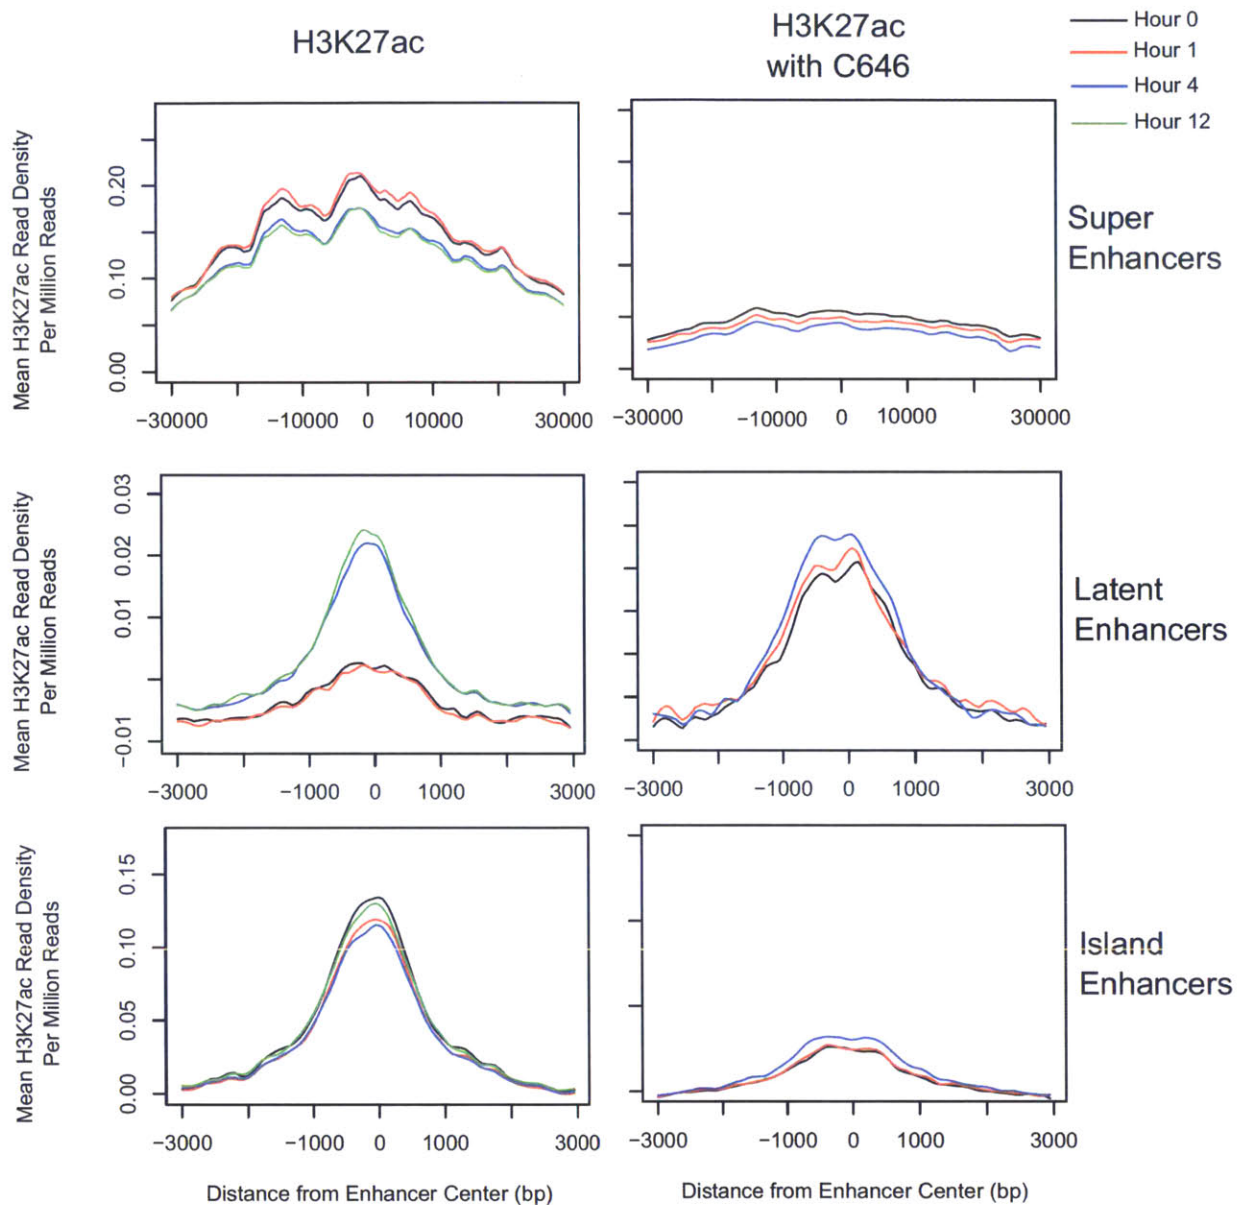 H3K27ac
H3K27ac
with C646
Hour 0
Hour 1
Hour 4
Hour 12
Mean H3K27ac Read Density
Per Million Reads
0.20
0.10
0.00
−30000 −10000 0 10000 30000
−30000 −10000 0 10000 30000
Super
Enhancers
Mean H3K27ac Read Density
Per Million Reads
0.03
0.02
0.01
−0.01
−3000 −1000 0 1000 3000
−3000 −1000 0 1000 3000
Latent
Enhancers
Mean H3K27ac Read Density
Per Million Reads
0.15
0.10
0.05
0.00
−3000 −1000 0 1000 3000
−3000 −1000 0 1000 3000
Island
Enhancers
Distance from Enhancer Center (bp)
Distance from Enhancer Center (bp)